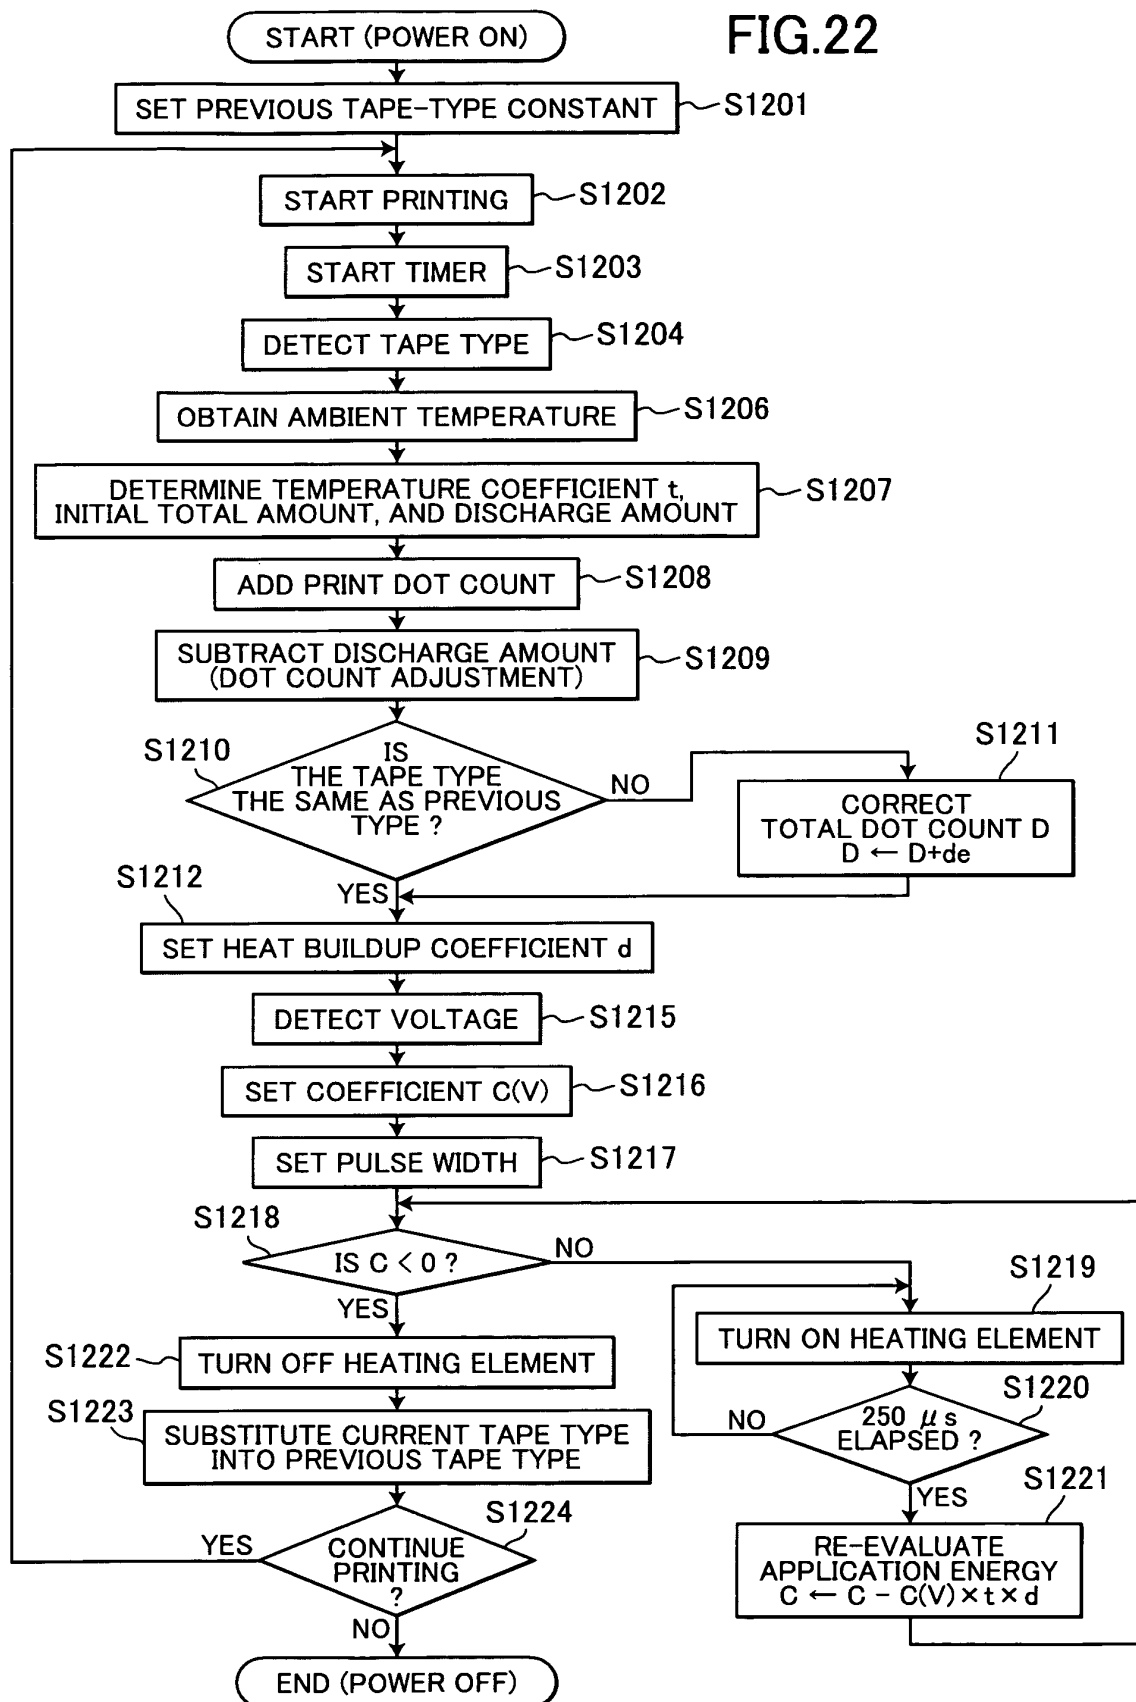 FIG.22
START (POWER ON)
SET PREVIOUS TAPE-TYPE CONSTANT
S1201
START PRINTING
S1202
START TIMER
S1203
DETECT TAPE TYPE
S1204
OBTAIN AMBIENT TEMPERATURE
S1206
DETERMINE TEMPERATURE COEFFICIENT t,
INITIAL TOTAL AMOUNT, AND DISCHARGE AMOUNT
S1207
ADD PRINT DOT COUNT
S1208
SUBTRACT DISCHARGE AMOUNT
(DOT COUNT ADJUSTMENT)
S1209
S1210
IS
THE TAPE TYPE
THE SAME AS PREVIOUS
TYPE ?
NO
S1211
CORRECT
TOTAL DOT COUNT D
D ← D+de
YES
S1212
SET HEAT BUILDUP COEFFICIENT d
DETECT VOLTAGE
S1215
SET COEFFICIENT C(V)
S1216
SET PULSE WIDTH
S1217
S1218
IS C < 0 ?
NO
YES
S1219
TURN ON HEATING ELEMENT
S1220
250 μs
ELAPSED ?
NO
YES
S1221
RE-EVALUATE
APPLICATION ENERGY
C ← C - C(V)×t×d
S1222
TURN OFF HEATING ELEMENT
S1223
SUBSTITUTE CURRENT TAPE TYPE
INTO PREVIOUS TAPE TYPE
S1224
CONTINUE
PRINTING
?
YES
NO
END (POWER OFF)